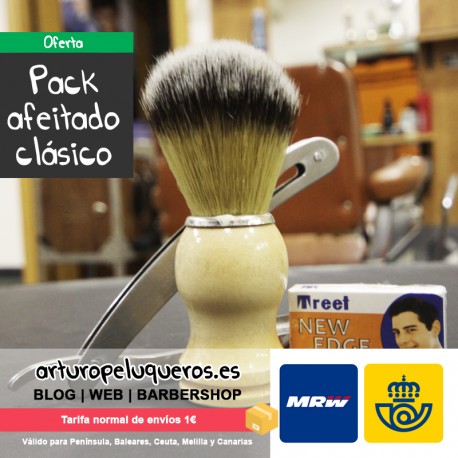 Oferta
Pack
afeitado
clásico
Treet
NEW
EDGE
arturopeluqueros.es
BLOG | WEB | BARBERSHOP
Tarifa normal de envíos 1€
Válido para Península, Baleares, Ceuta, Melilla y Canarias
MRW